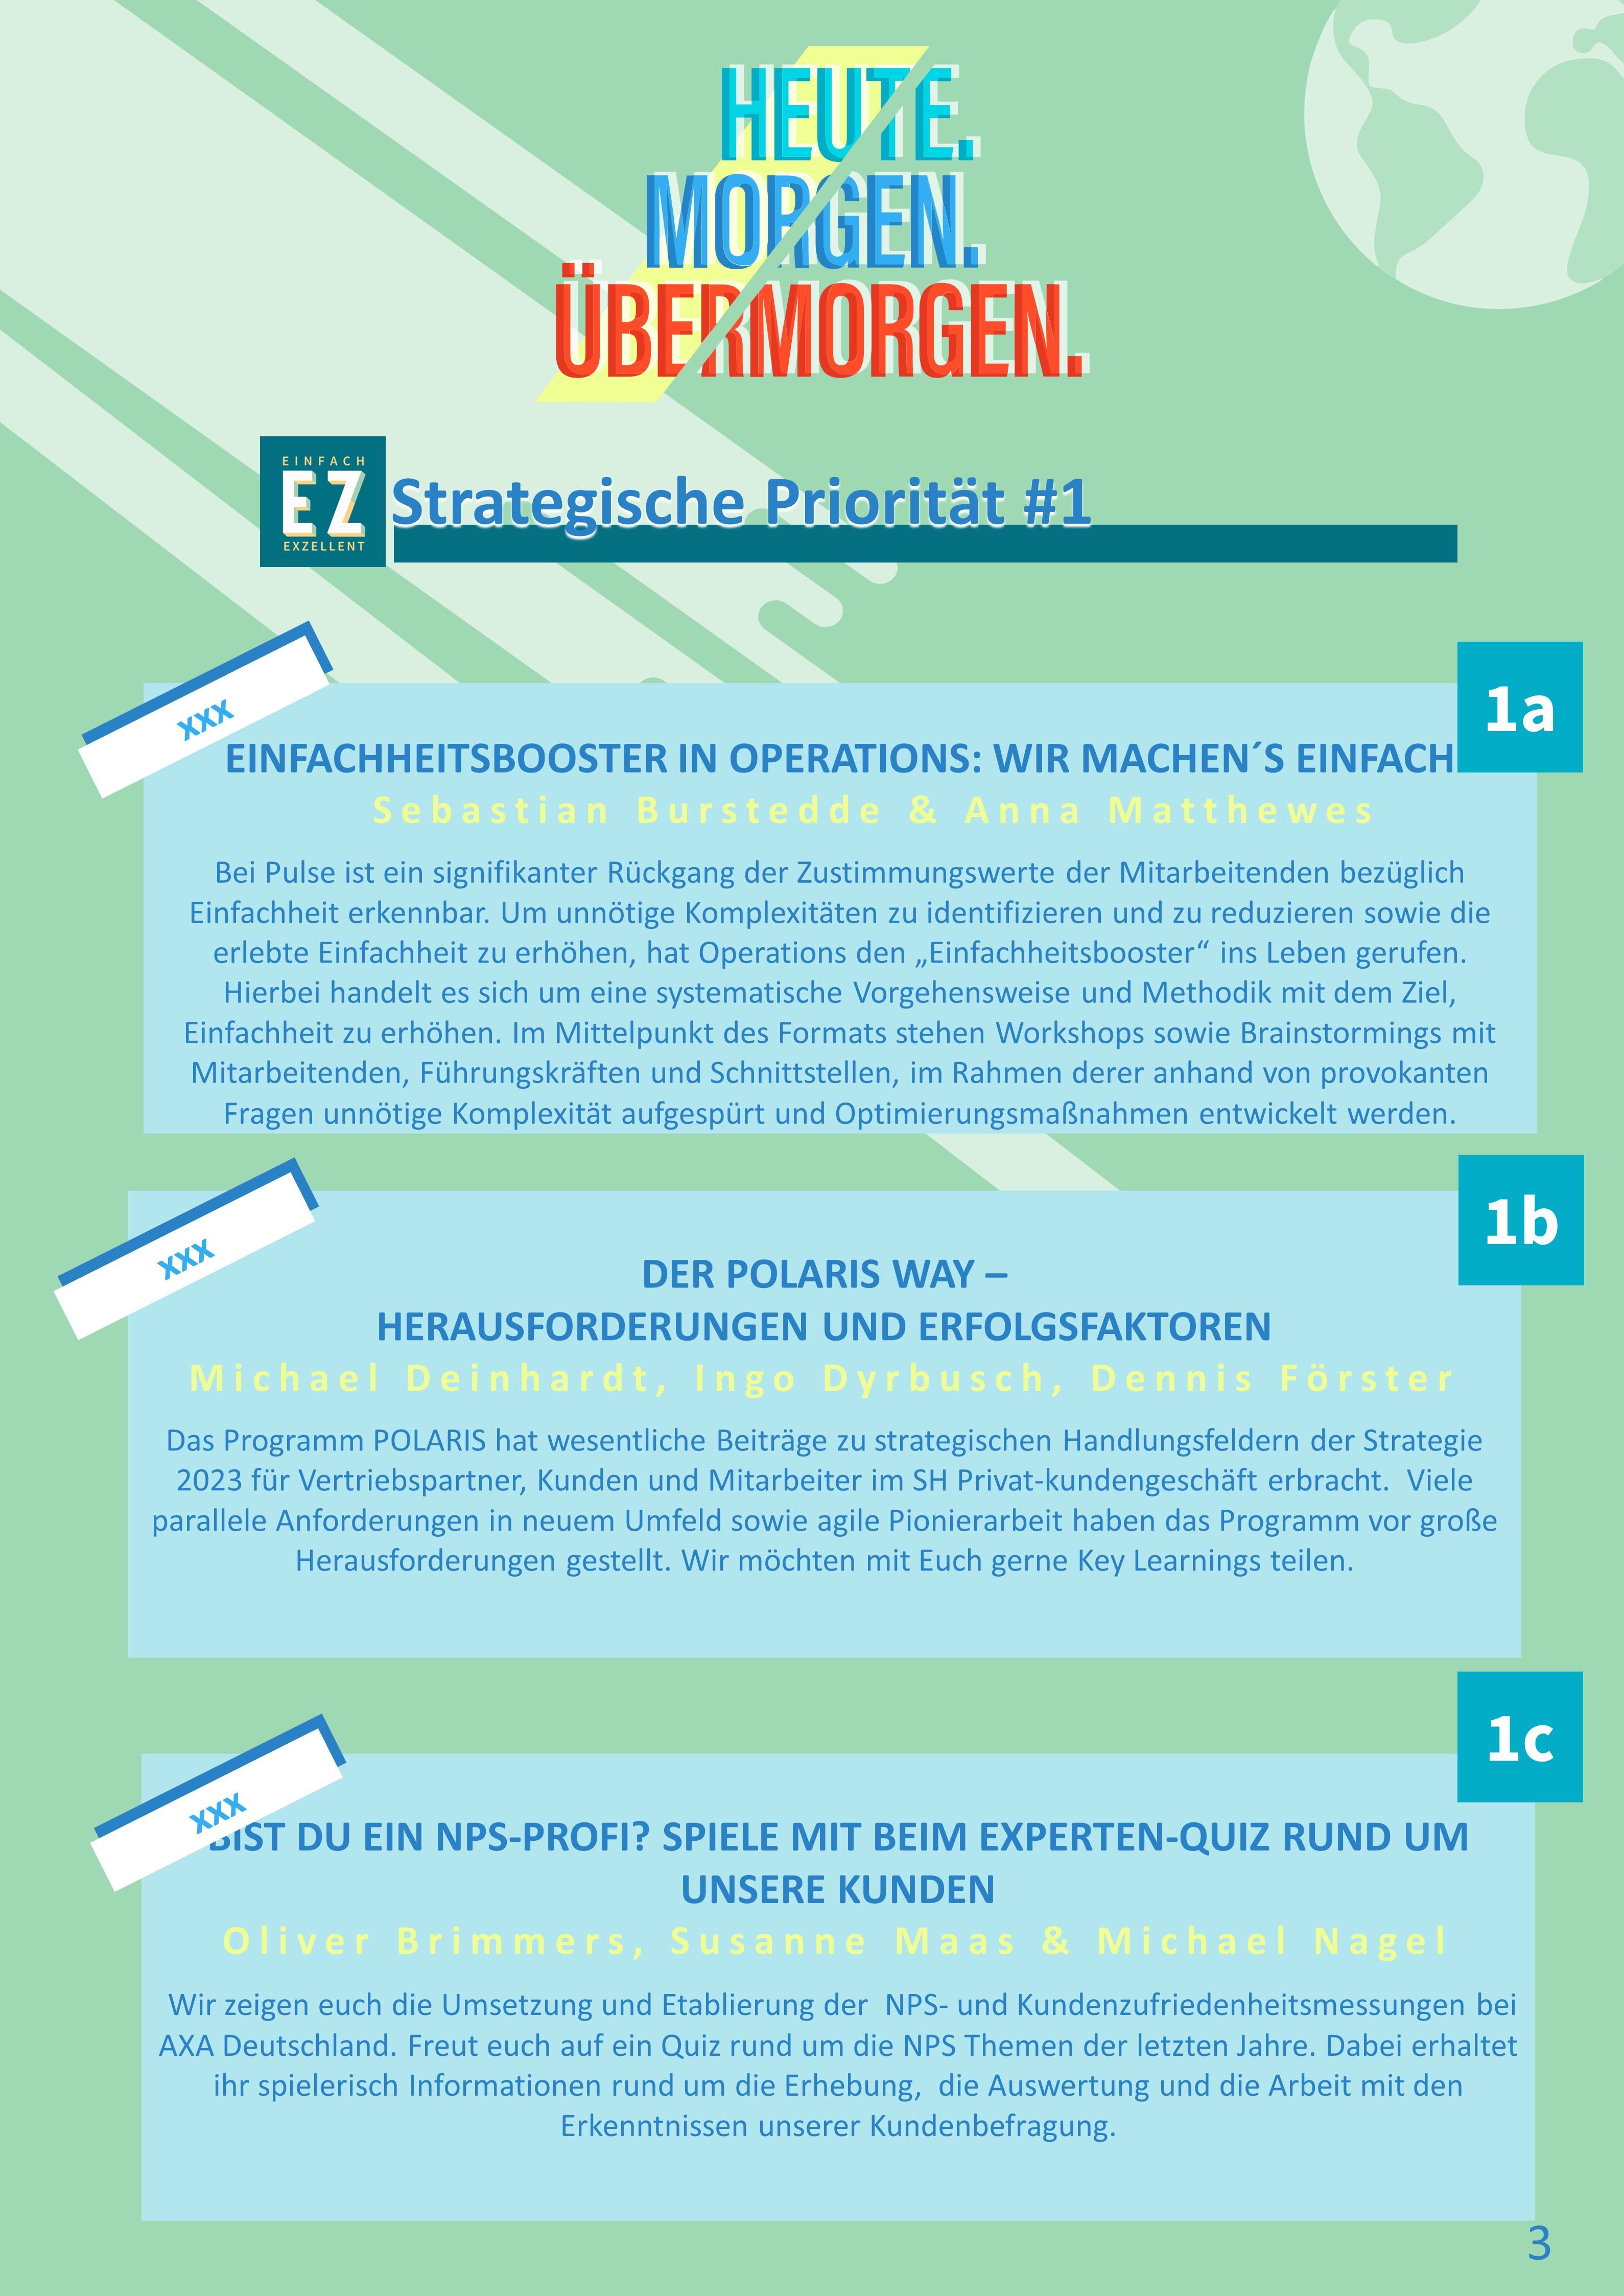 HEUTE.
MORGEN.
ÜBERMORGEN.
EINFACH
EZ
EXZELLENT
Strategische Priorität #1
xxx
1a
EINFACHHEITSBOOSTER IN OPERATIONS: WIR MACHEN´S EINFACH
Sebastian Burstedde & Anna Matthewes
Bei Pulse ist ein signifikanter Rückgang der Zustimmungswerte der Mitarbeitenden bezüglich
Einfachheit erkennbar. Um unnötige Komplexitäten zu identifizieren und zu reduzieren sowie die
erlebte Einfachheit zu erhöhen, hat Operations den „Einfachheitsbooster“ ins Leben gerufen.
Hierbei handelt es sich um eine systematische Vorgehensweise und Methodik mit dem Ziel,
Einfachheit zu erhöhen. Im Mittelpunkt des Formats stehen Workshops sowie Brainstormings mit
Mitarbeitenden, Führungskräften und Schnittstellen, im Rahmen derer anhand von provokanten
Fragen unnötige Komplexität aufgespürt und Optimierungsmaßnahmen entwickelt werden.
xxx
1b
DER POLARIS WAY –
HERAUSFORDERUNGEN UND ERFOLGSFAKTOREN
Michael Deinhardt, Ingo Dyrbusch, Dennis Förster
Das Programm POLARIS hat wesentliche Beiträge zu strategischen Handlungsfeldern der Strategie
2023 für Vertriebspartner, Kunden und Mitarbeiter im SH Privat-kundengeschäft erbracht.  Viele
parallele Anforderungen in neuem Umfeld sowie agile Pionierarbeit haben das Programm vor große
Herausforderungen gestellt. Wir möchten mit Euch gerne Key Learnings teilen.
xxx
1c
BIST DU EIN NPS-PROFI? SPIELE MIT BEIM EXPERTEN-QUIZ RUND UM
UNSERE KUNDEN
Oliver Brimmers, Susanne Maas & Michael Nagel
Wir zeigen euch die Umsetzung und Etablierung der  NPS- und Kundenzufriedenheitsmessungen bei
AXA Deutschland. Freut euch auf ein Quiz rund um die NPS Themen der letzten Jahre. Dabei erhaltet
ihr spielerisch Informationen rund um die Erhebung,  die Auswertung und die Arbeit mit den
Erkenntnissen unserer Kundenbefragung.
3